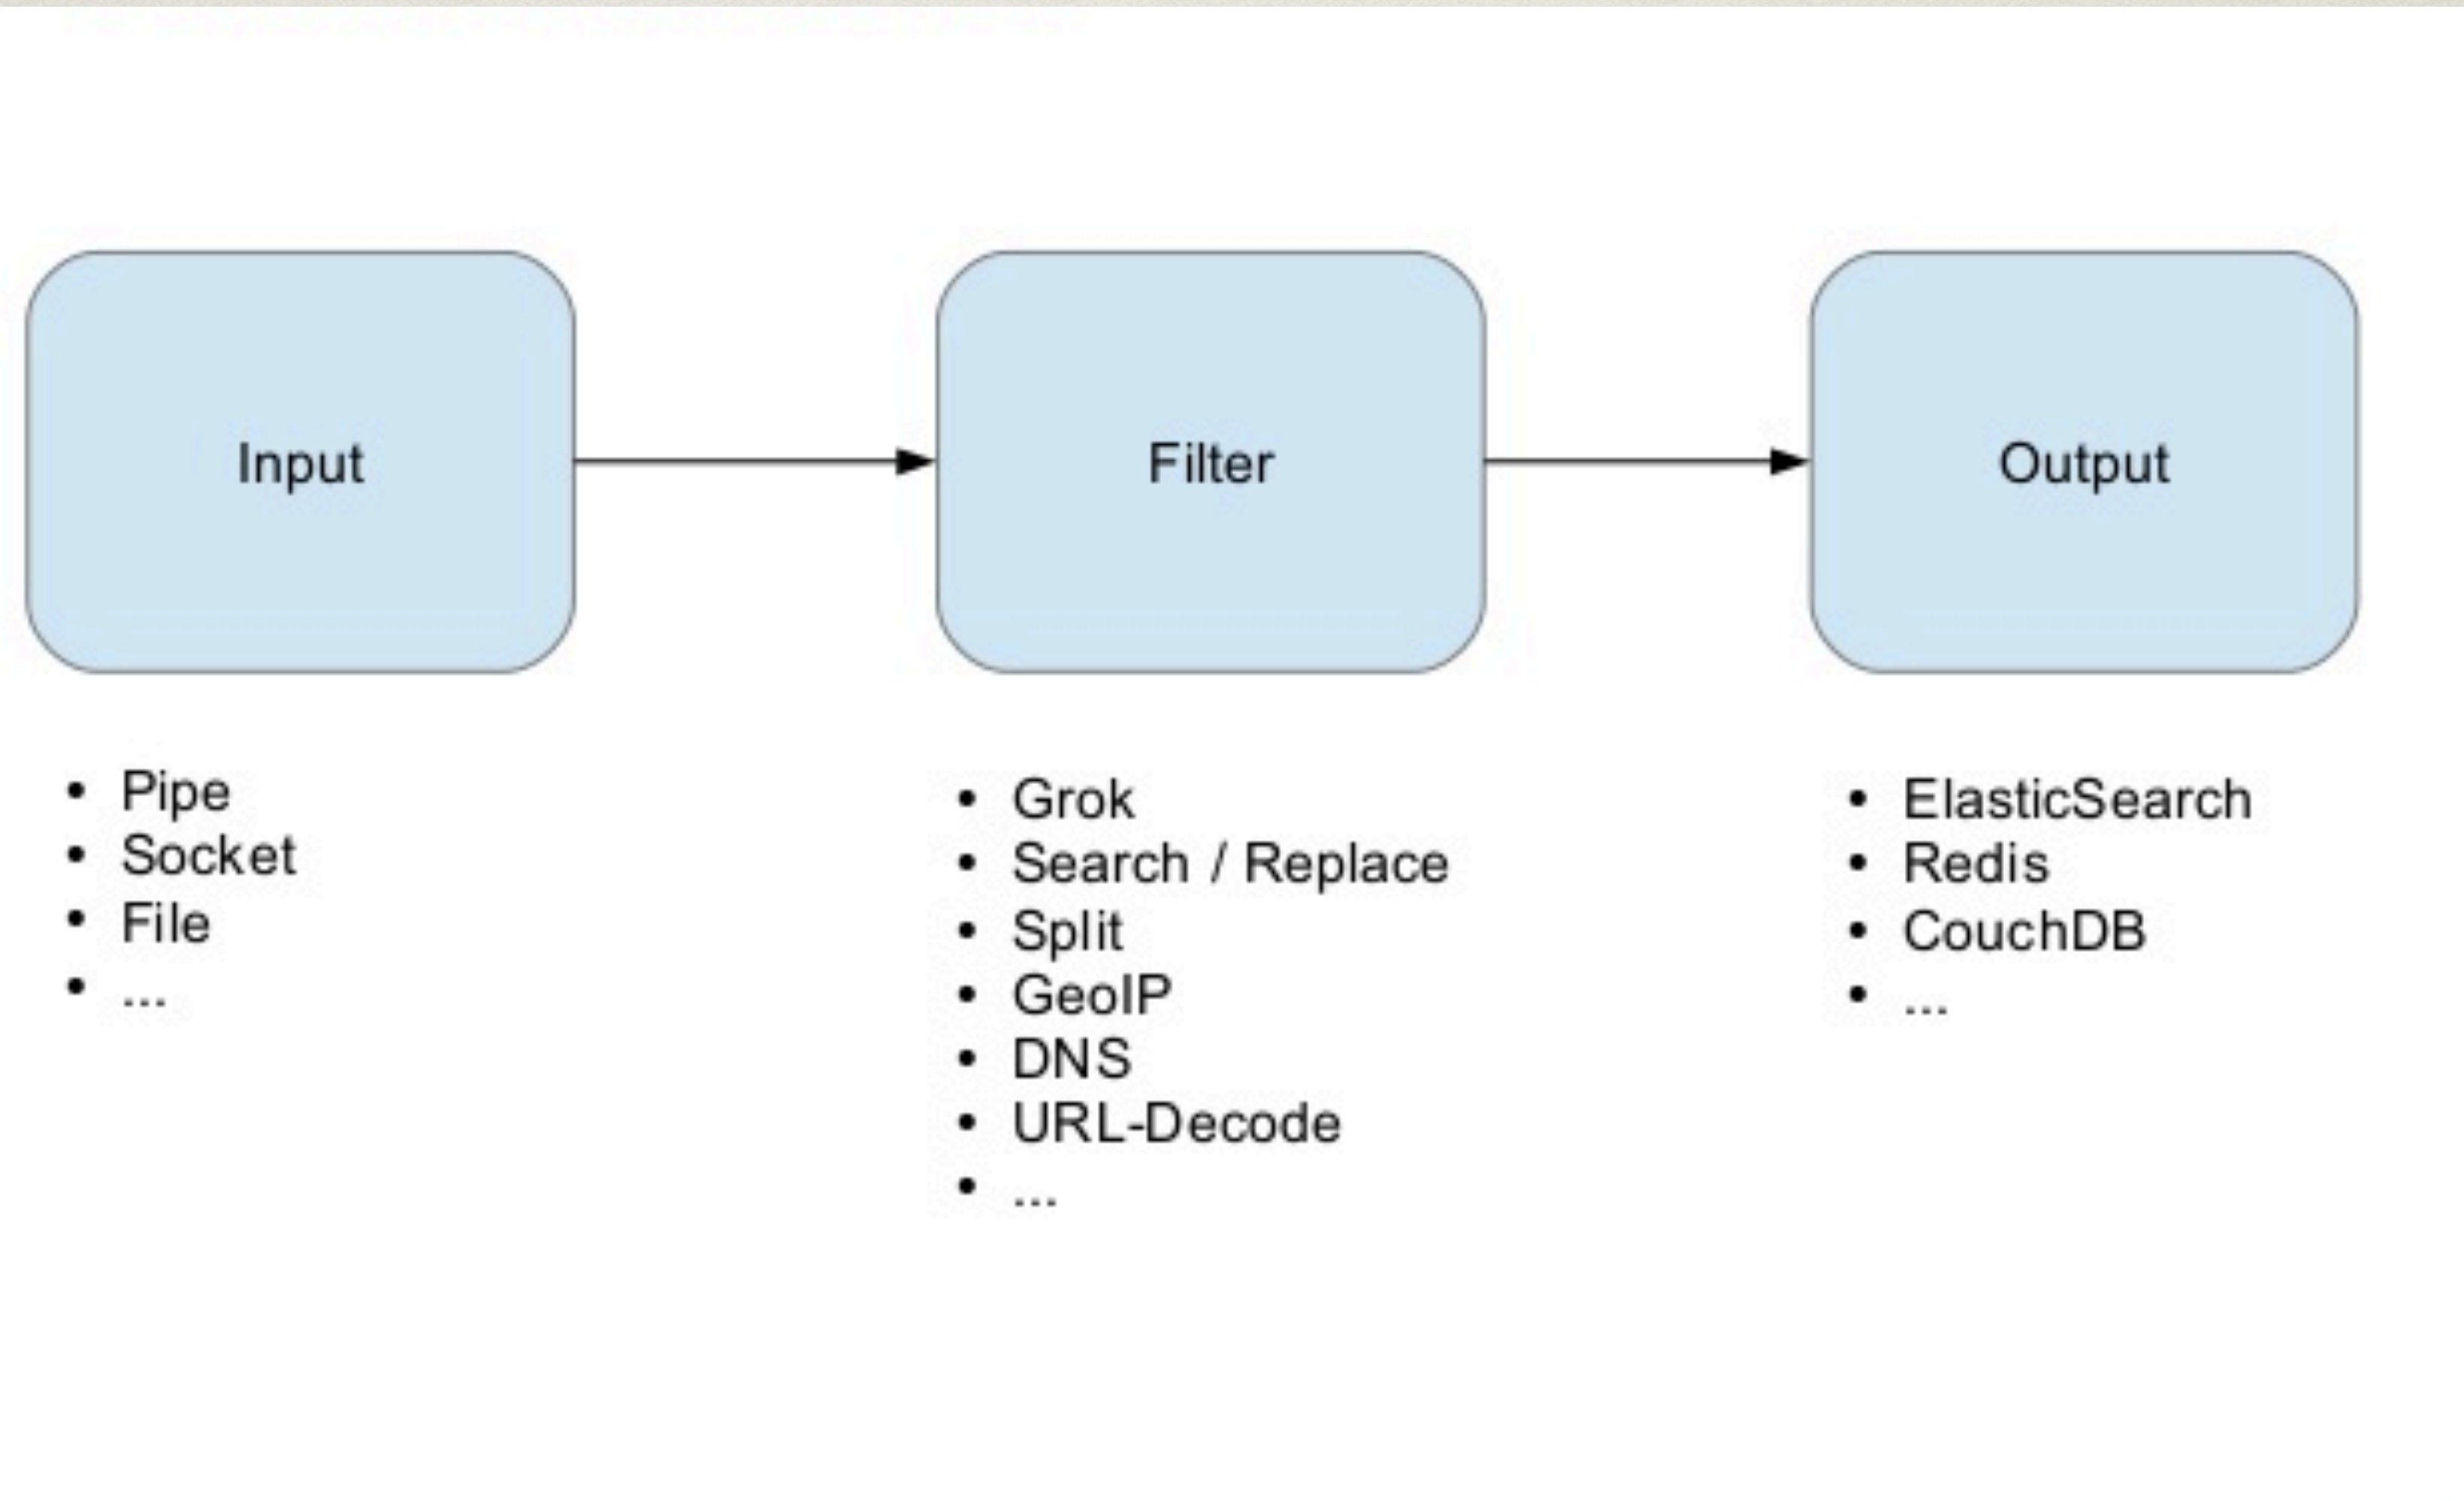 Input
Filter
Output
• Pipe
• Socket
• File
• ...
• Grok
• Search / Replace
• Split
• GeoIP
• DNS
• URL-Decode
• ...
• ElasticSearch
• Redis
• CouchDB
• ...